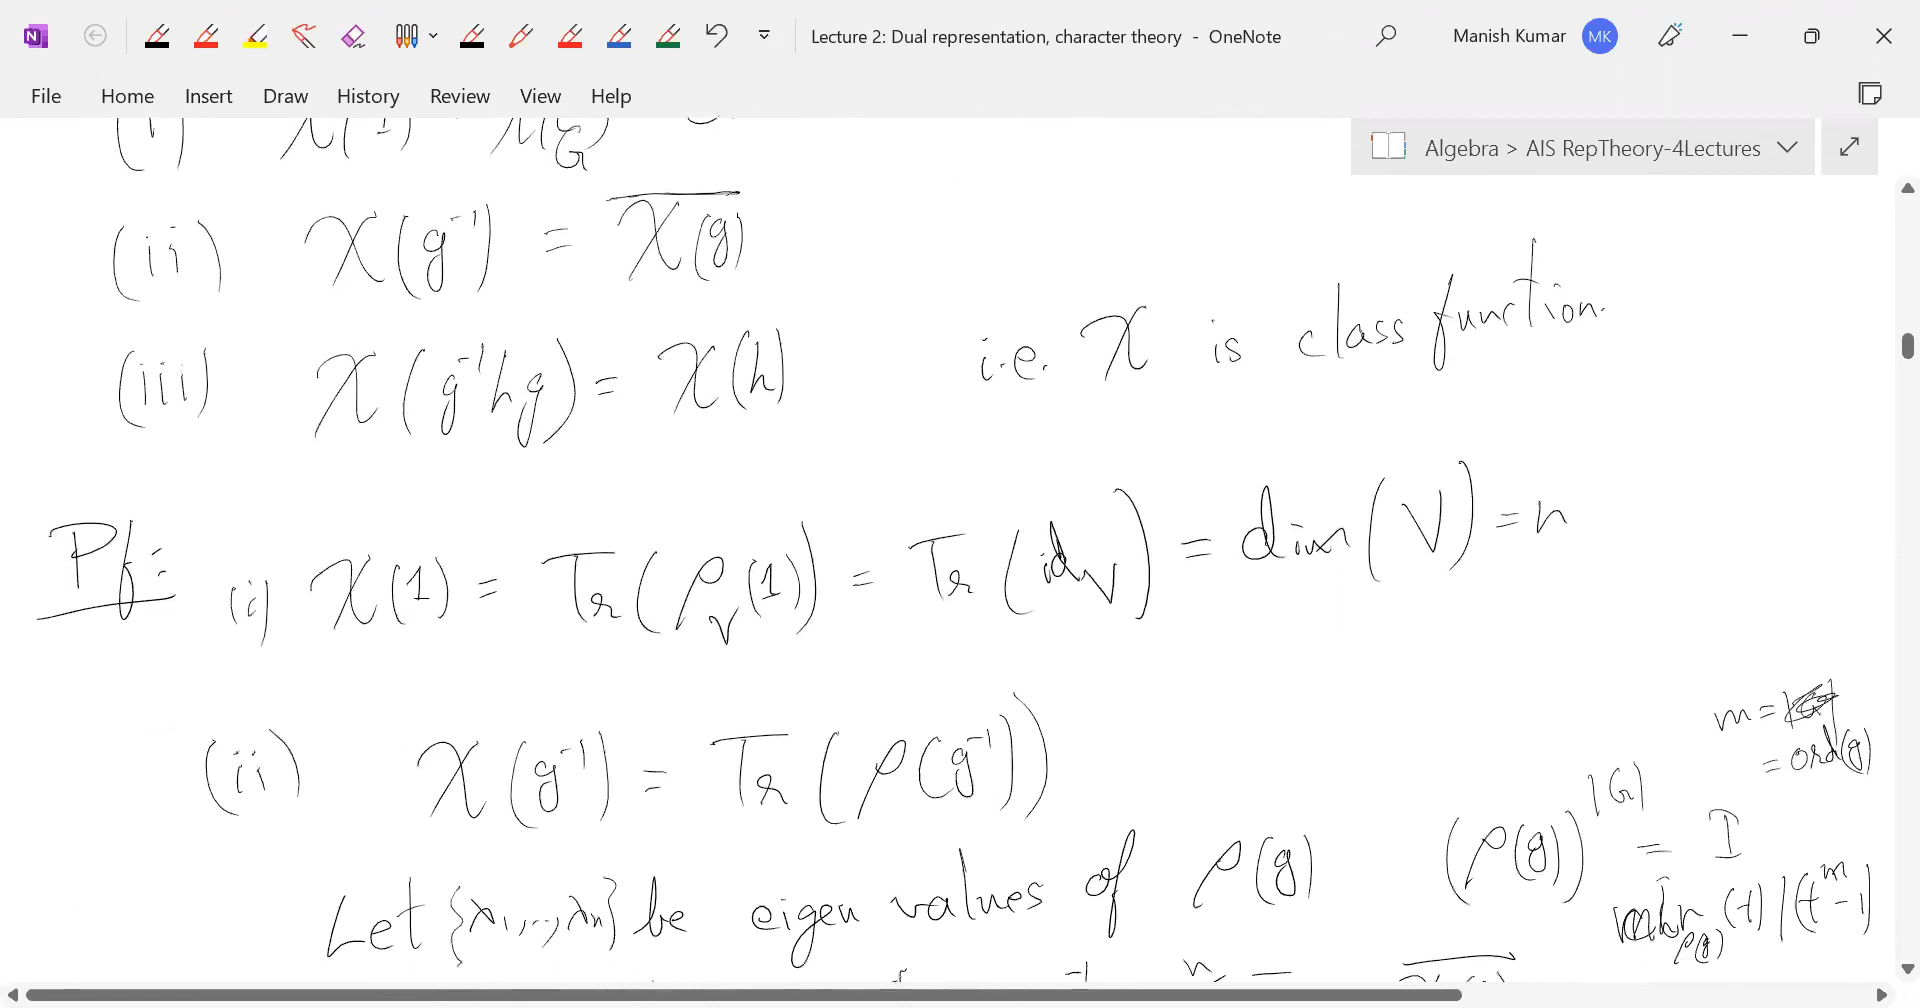 Lecture 2: Dual representation, character theory - OneNote
Manish Kumar MK
File Home Insert Draw History Review View Help
Algebra > AIS RepTheory-4Lectures
(ii) χ(g⁻¹) = \overline{χ(g)}
(iii) χ(g⁻¹hg) = χ(h) i.e. χ is class function.
Pf: (i) χ(1) = Tr(ρ_V(1)) = Tr(id_V) = dim(V) = n
(ii) χ(g⁻¹) = Tr(ρ(g⁻¹))
m =
= ord(g)
Let {λ₁,..,λₙ} be eigen values of ρ(g) (ρ(g))^{|G|} = I
(t) | (t^m - 1)